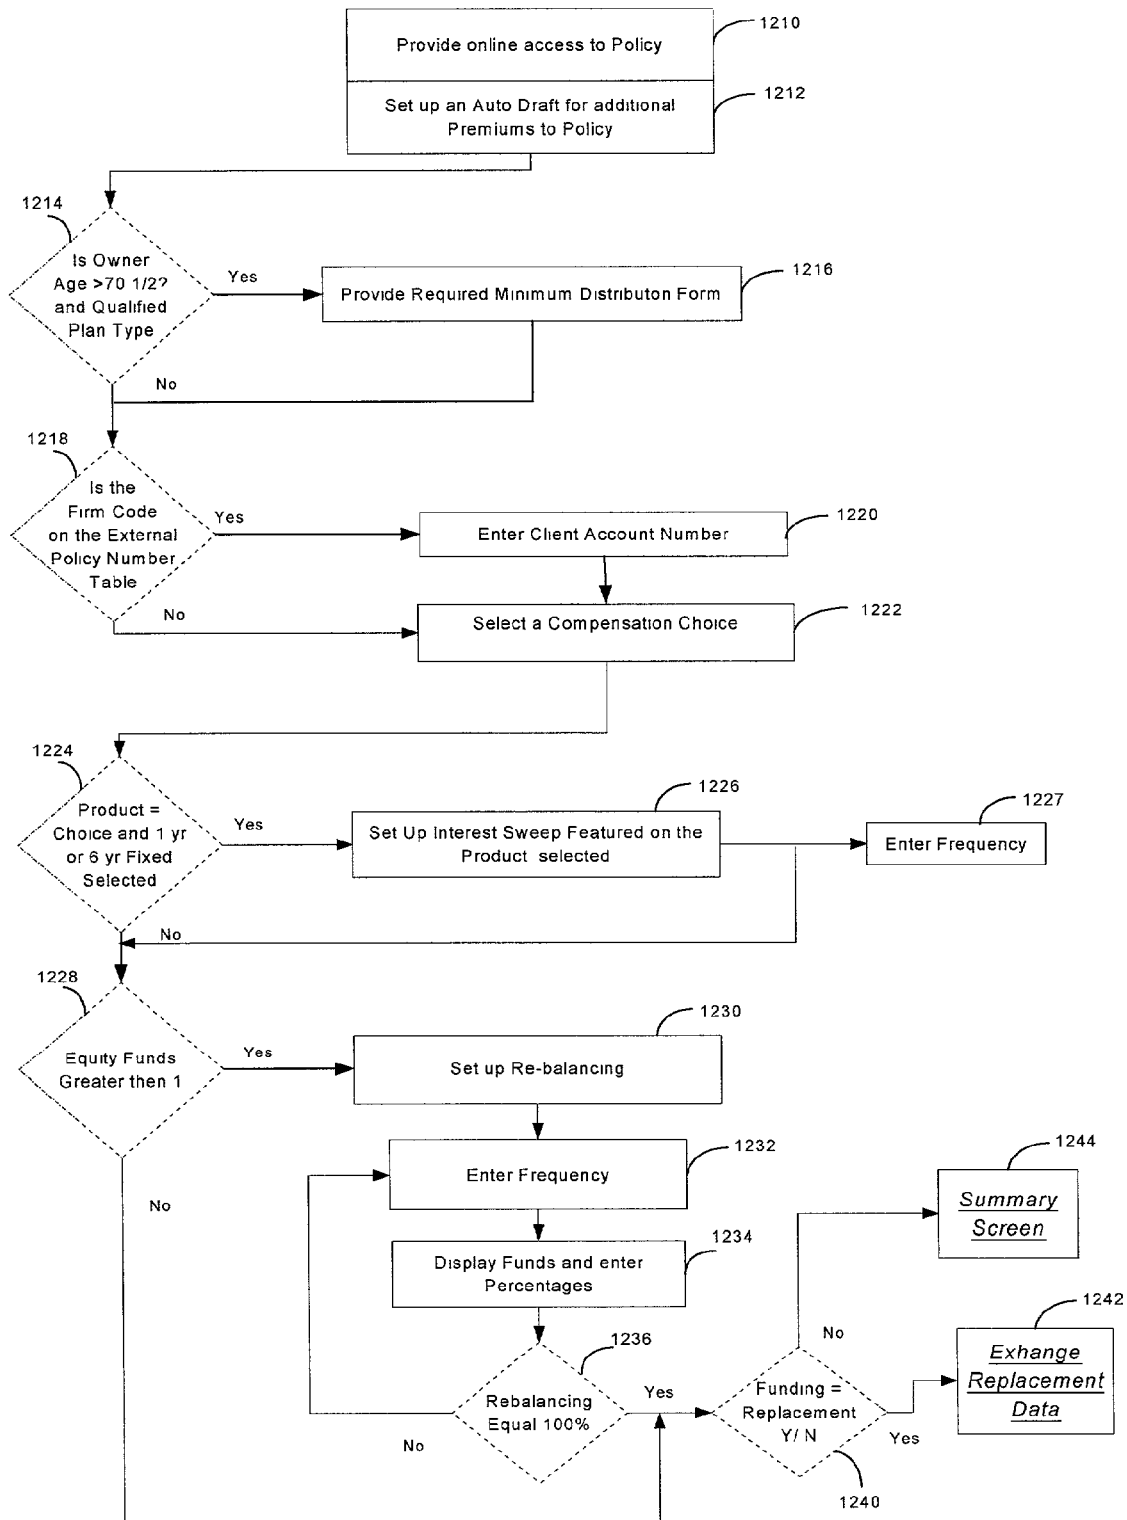 1210
Provide online access to Policy
1212
Set up an Auto Draft for additional
Premiums to Policy
1214
Is Owner
Age >70 1/2?
and Qualified
Plan Type
Yes
1216
Provide Required Minimum Distributon Form
No
1218
Is the
Firm Code
on the External
Policy Number
Table
Yes
1220
Enter Client Account Number
No
1222
Select a Compensation Choice
1224
Product =
Choice and 1 yr
or 6 yr Fixed
Selected
Yes
1226
Set Up Interest Sweep Featured on the
Product selected
1227
Enter Frequency
No
1228
Equity Funds
Greater then 1
Yes
1230
Set up Re-balancing
1232
Enter Frequency
No
1234
Display Funds and enter
Percentages
1236
Rebalancing
Equal 100%
No
Yes
Funding =
Replacement
Y/ N
1240
No
1244
Summary
Screen
Yes
1242
Exhange
Replacement
Data